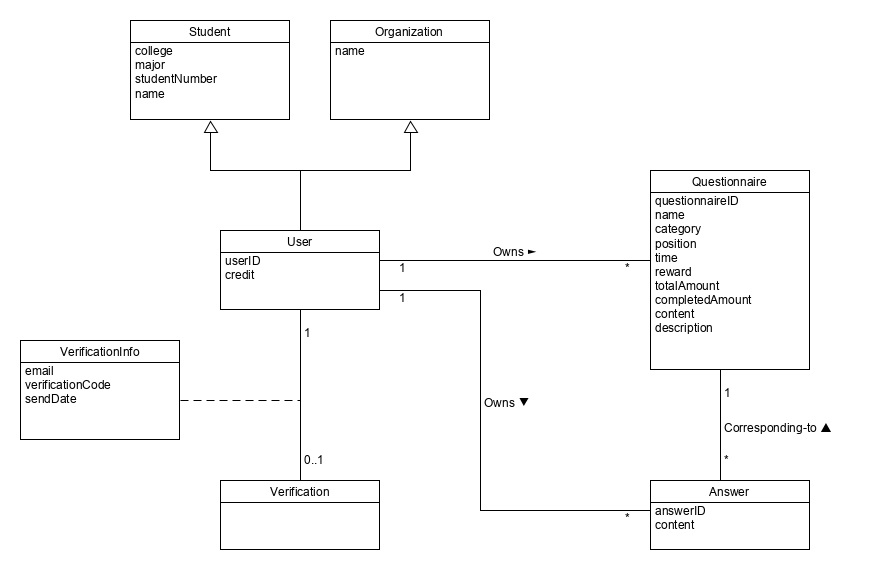 Student
college
major
studentNumber
name
Organization
name
Questionnaire
questionnaireID
name
category
position
time
reward
totalAmount
completedAmount
content
description
User
userID
credit
Owns ►
1
*
1
1
VerificationInfo
email
verificationCode
sendDate
Owns ▼
1
Corresponding-to ▲
*
0..1
Verification
Answer
answerID
content
*